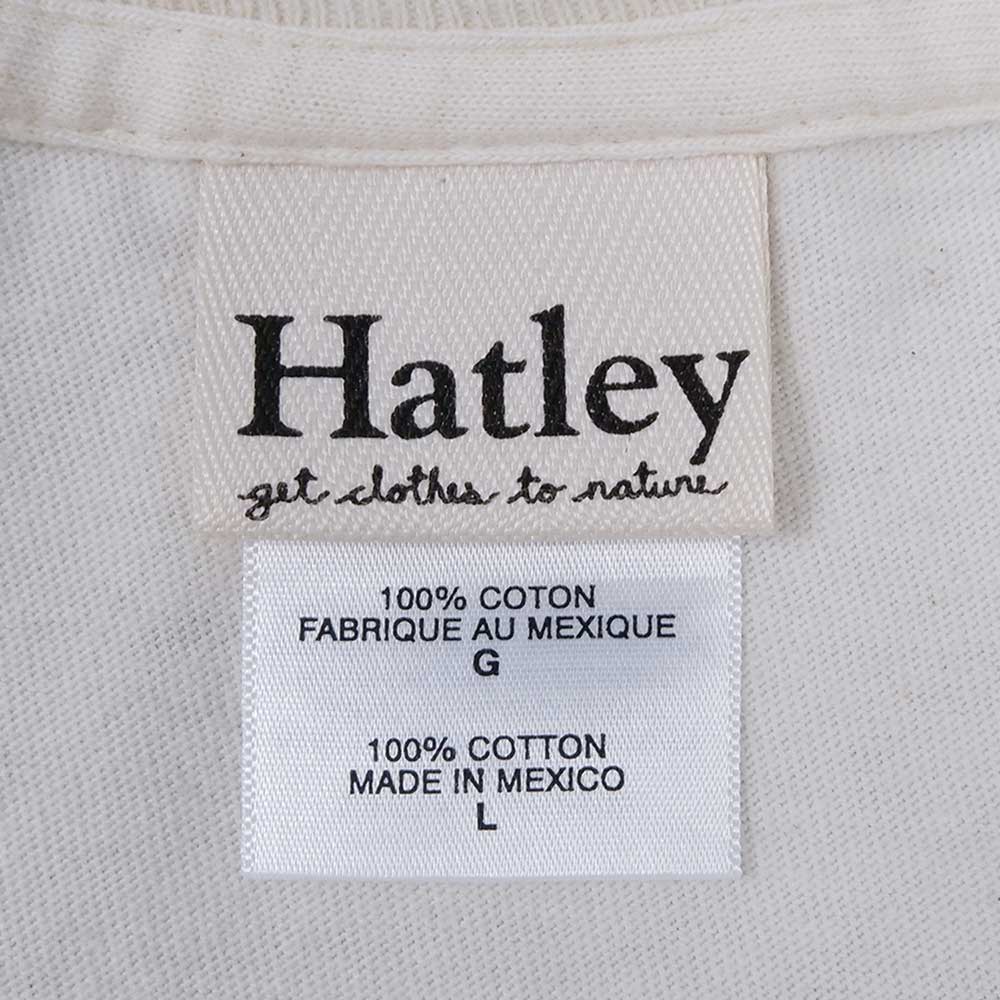 Hatley
get clothes to nature
100% COTON
FABRIQUE AU MEXIQUE
G
100% COTTON
MADE IN MEXICO
L